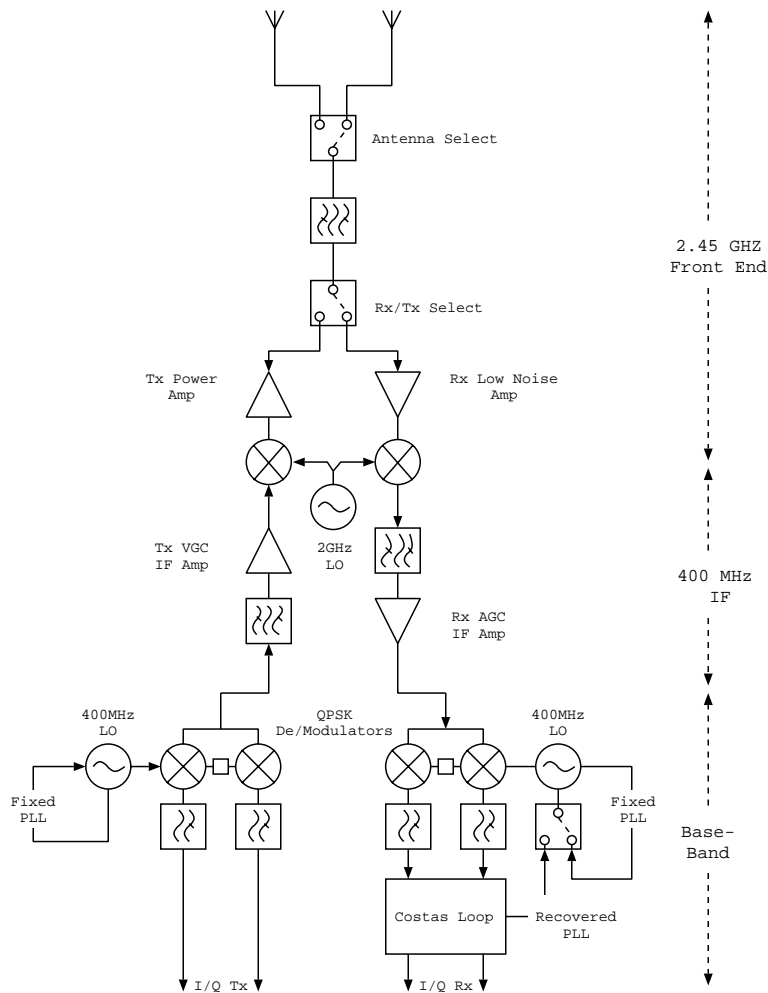 Antenna Select
2.45 GHZ
Front End
Rx/Tx Select
Tx Power
Amp
Rx Low Noise
Amp
Tx VGC
IF Amp
2GHz
LO
400 MHz
IF
Rx AGC
IF Amp
400MHz
LO
QPSK
De/Modulators
400MHz
LO
Fixed
PLL
Fixed
PLL
Base-
Band
Costas Loop
Recovered
PLL
I/Q Tx
I/Q Rx